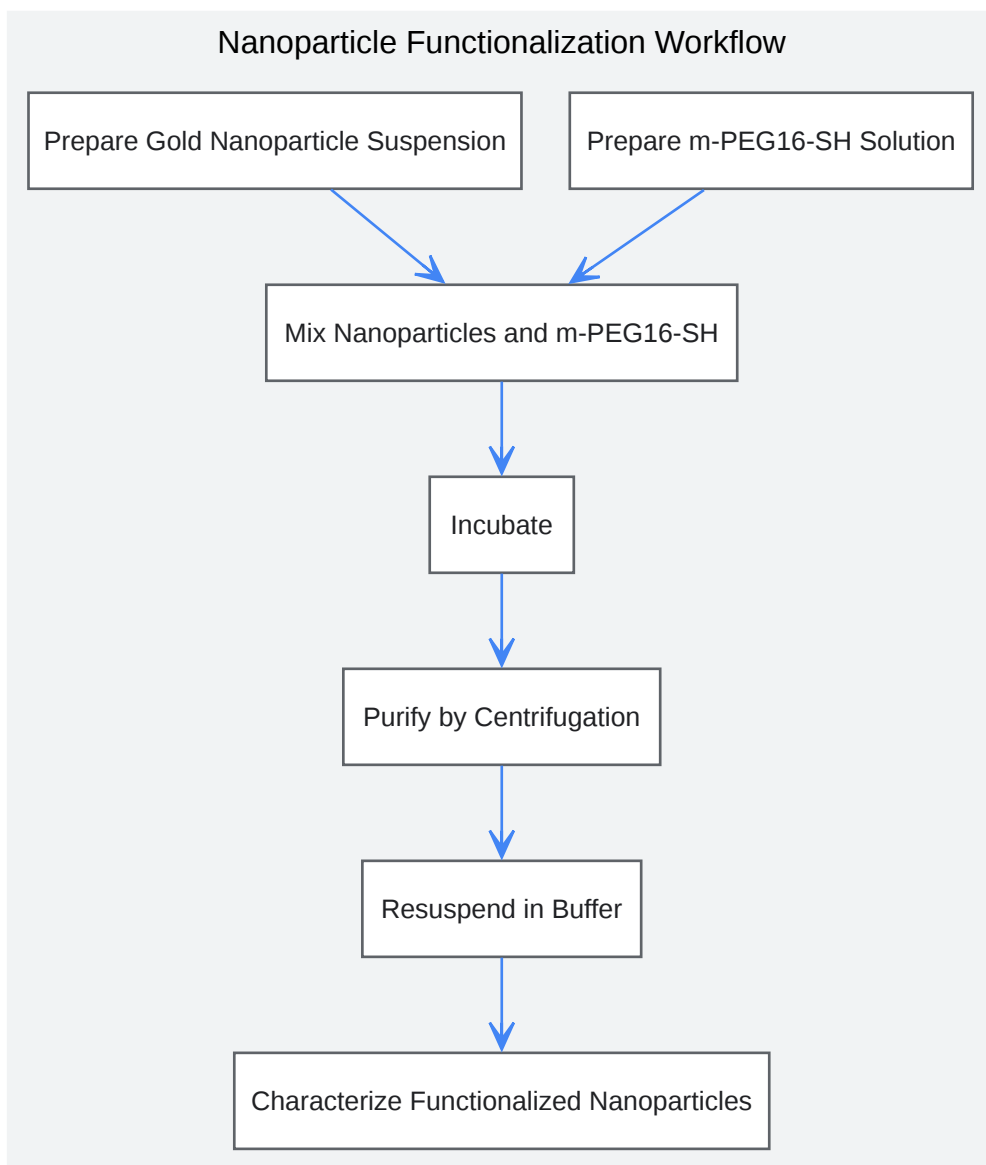 Nanoparticle Functionalization Workflow
Prepare Gold Nanoparticle Suspension
Prepare m-PEG16-SH Solution
Mix Nanoparticles and m-PEG16-SH
Incubate
Purify by Centrifugation
Resuspend in Buffer
Characterize Functionalized Nanoparticles